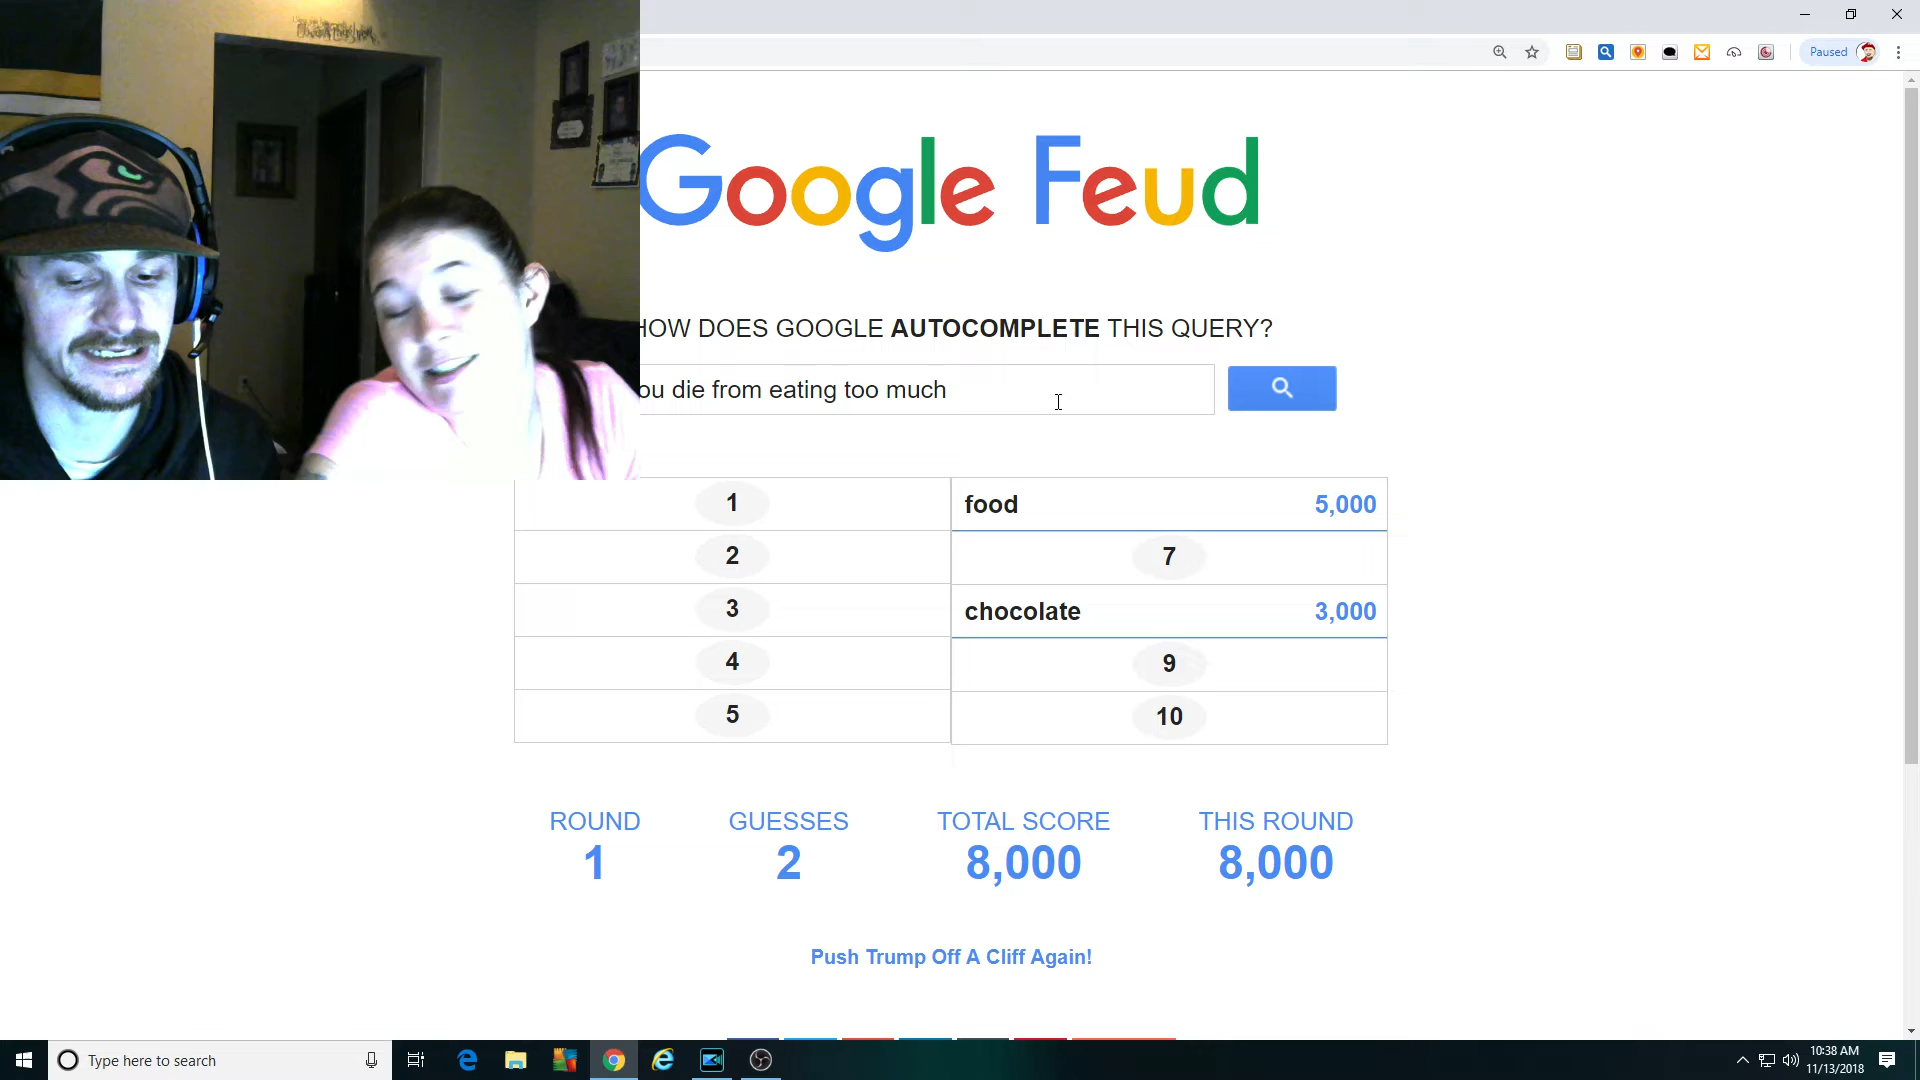 Paused
Google Feud
HOW DOES GOOGLE AUTOCOMPLETE THIS QUERY?
ou die from eating too much
1
food 5,000
2
7
3
chocolate 3,000
4
9
5
10
ROUND
GUESSES
TOTAL SCORE
THIS ROUND
1
2
8,000
8,000
Push Trump Off A Cliff Again!
Type here to search
10:38 AM
11/13/2018